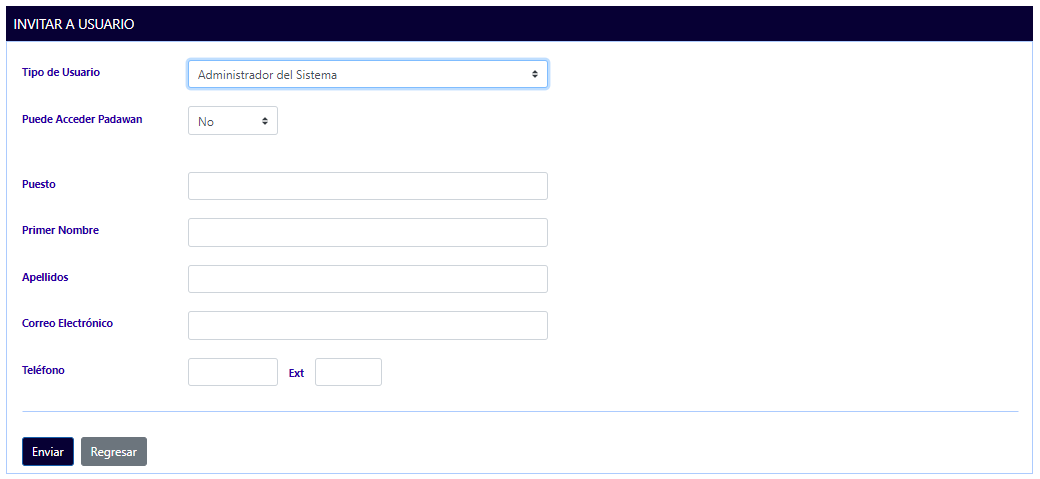 INVITAR A USUARIO
Tipo de Usuario
Administrador del Sistema
Puede Acceder Padawan
No
Puesto
Primer Nombre
Apellidos
Correo Electrónico
Teléfono
Ext
Enviar
Regresar